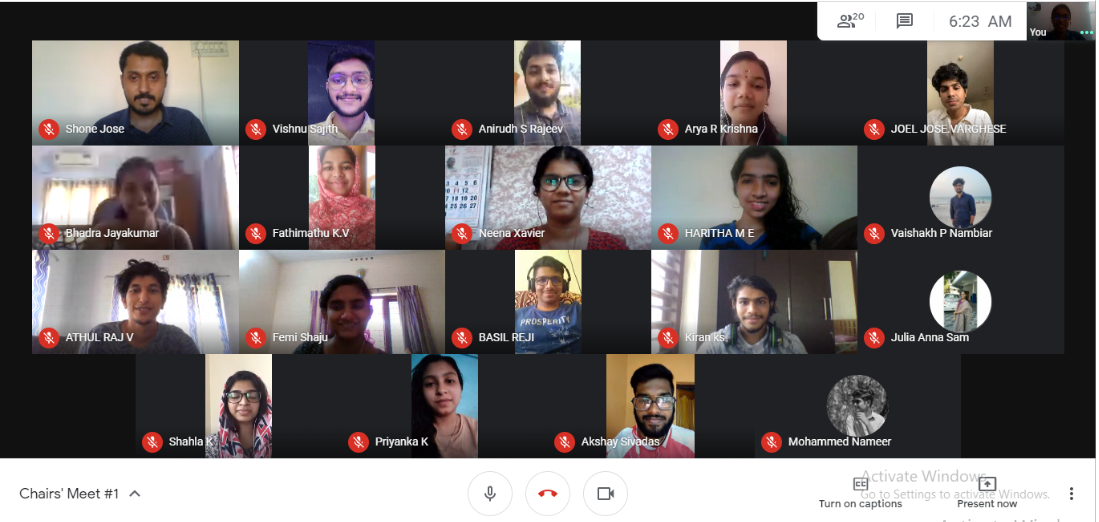 20
6:23 AM
You
Shone Jose
Vishnu Sajith
Anirudh S Rajeev
Arya R Krishna
JOEL JOSE VARGHESE
Bhadra Jayakumar
Fathimathu K.V
Neena Xavier
HARITHA M E
Vaishakh P Nambiar
ATHUL RAJ V
Femi Shaju
PROSPERITY
BASIL REJI
Kiran ks
Julia Anna Sam
Shahla K
Priyanka K
Akshay Sivadas
Mohammed Nameer
Chairs' Meet #1
Activate Windows
Go to Settings to activate Windows.
Turn on captions
Present now